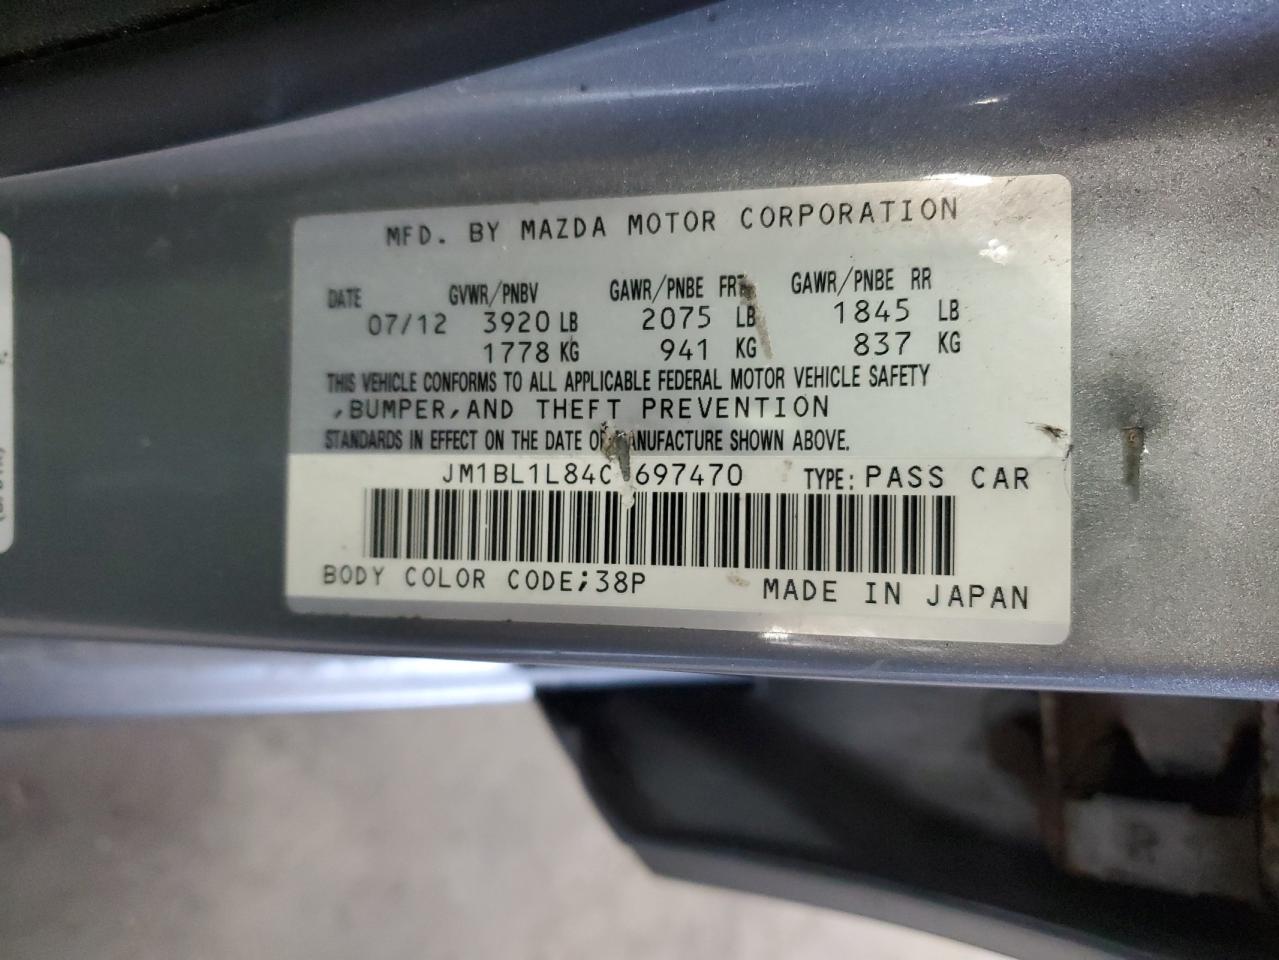 MFD. BY MAZDA MOTOR CORPORATION
DATE GVWR/PNBV GAWR/PNBE FRT GAWR/PNBE RR
07/12 3920 LB 2075 LB 1845 LB
1778 KG 941 KG 837 KG
THIS VEHICLE CONFORMS TO ALL APPLICABLE FEDERAL MOTOR VEHICLE SAFETY
,BUMPER,AND THEFT PREVENTION
STANDARDS IN EFFECT ON THE DATE OF MANUFACTURE SHOWN ABOVE.
JM1BL1L84C 697470 TYPE: PASS CAR
BODY COLOR CODE;38P MADE IN JAPAN